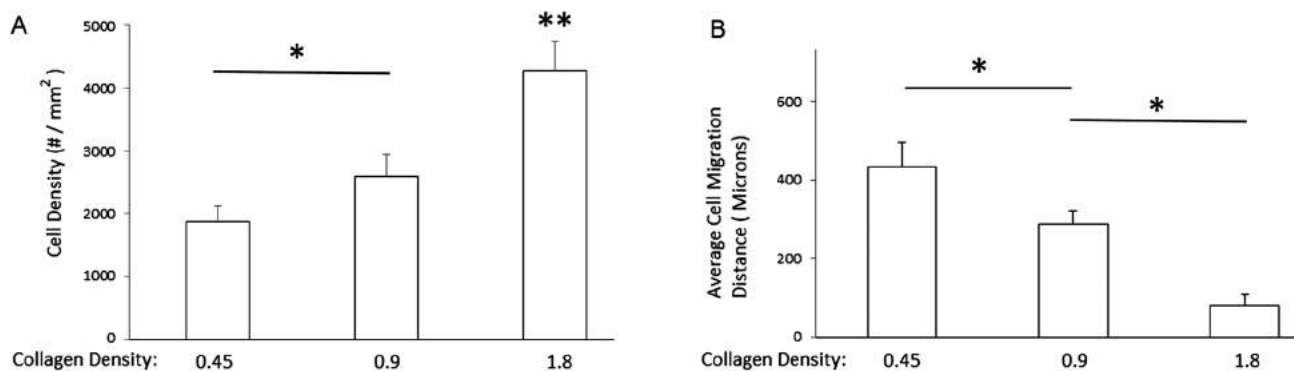 A
Cell Density (# / mm²)
5000
4000
3000
2000
1000
0
*
**
Collagen Density: 0.45 0.9 1.8
B
Average Cell Migration
Distance ( Microns)
600
400
200
0
*
*
Collagen Density: 0.45 0.9 1.8